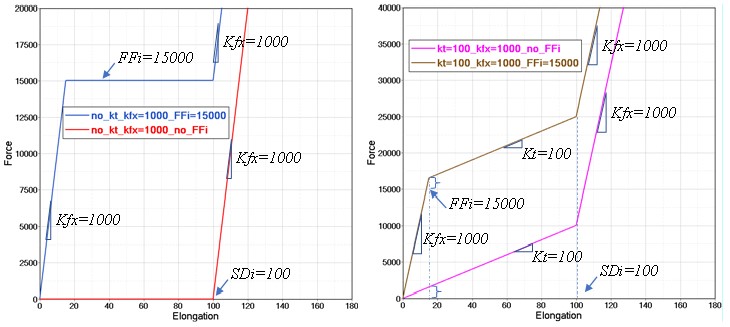 20000
17500
15000
12500
10000
7500
5000
2500
0
Force
0 20 40 60 80 100 120 140 160 180
Elongation
FFi=15000
Kfx=1000
no_kt_kfx=1000_FFi=15000
no_kt_kfx=1000_no_FFi
Kfx=1000
Kfx=1000
SDi=100
40000
35000
30000
25000
20000
15000
10000
5000
0
Force
0 20 40 60 80 100 120 140 160 180
Elongation
kt=100_kfx=1000_no_FFi
kt=100_kfx=1000_FFi=15000
Kfx=1000
Kfx=1000
Kt=100
FFi=15000
Kfx=1000
Kt=100
SDi=100